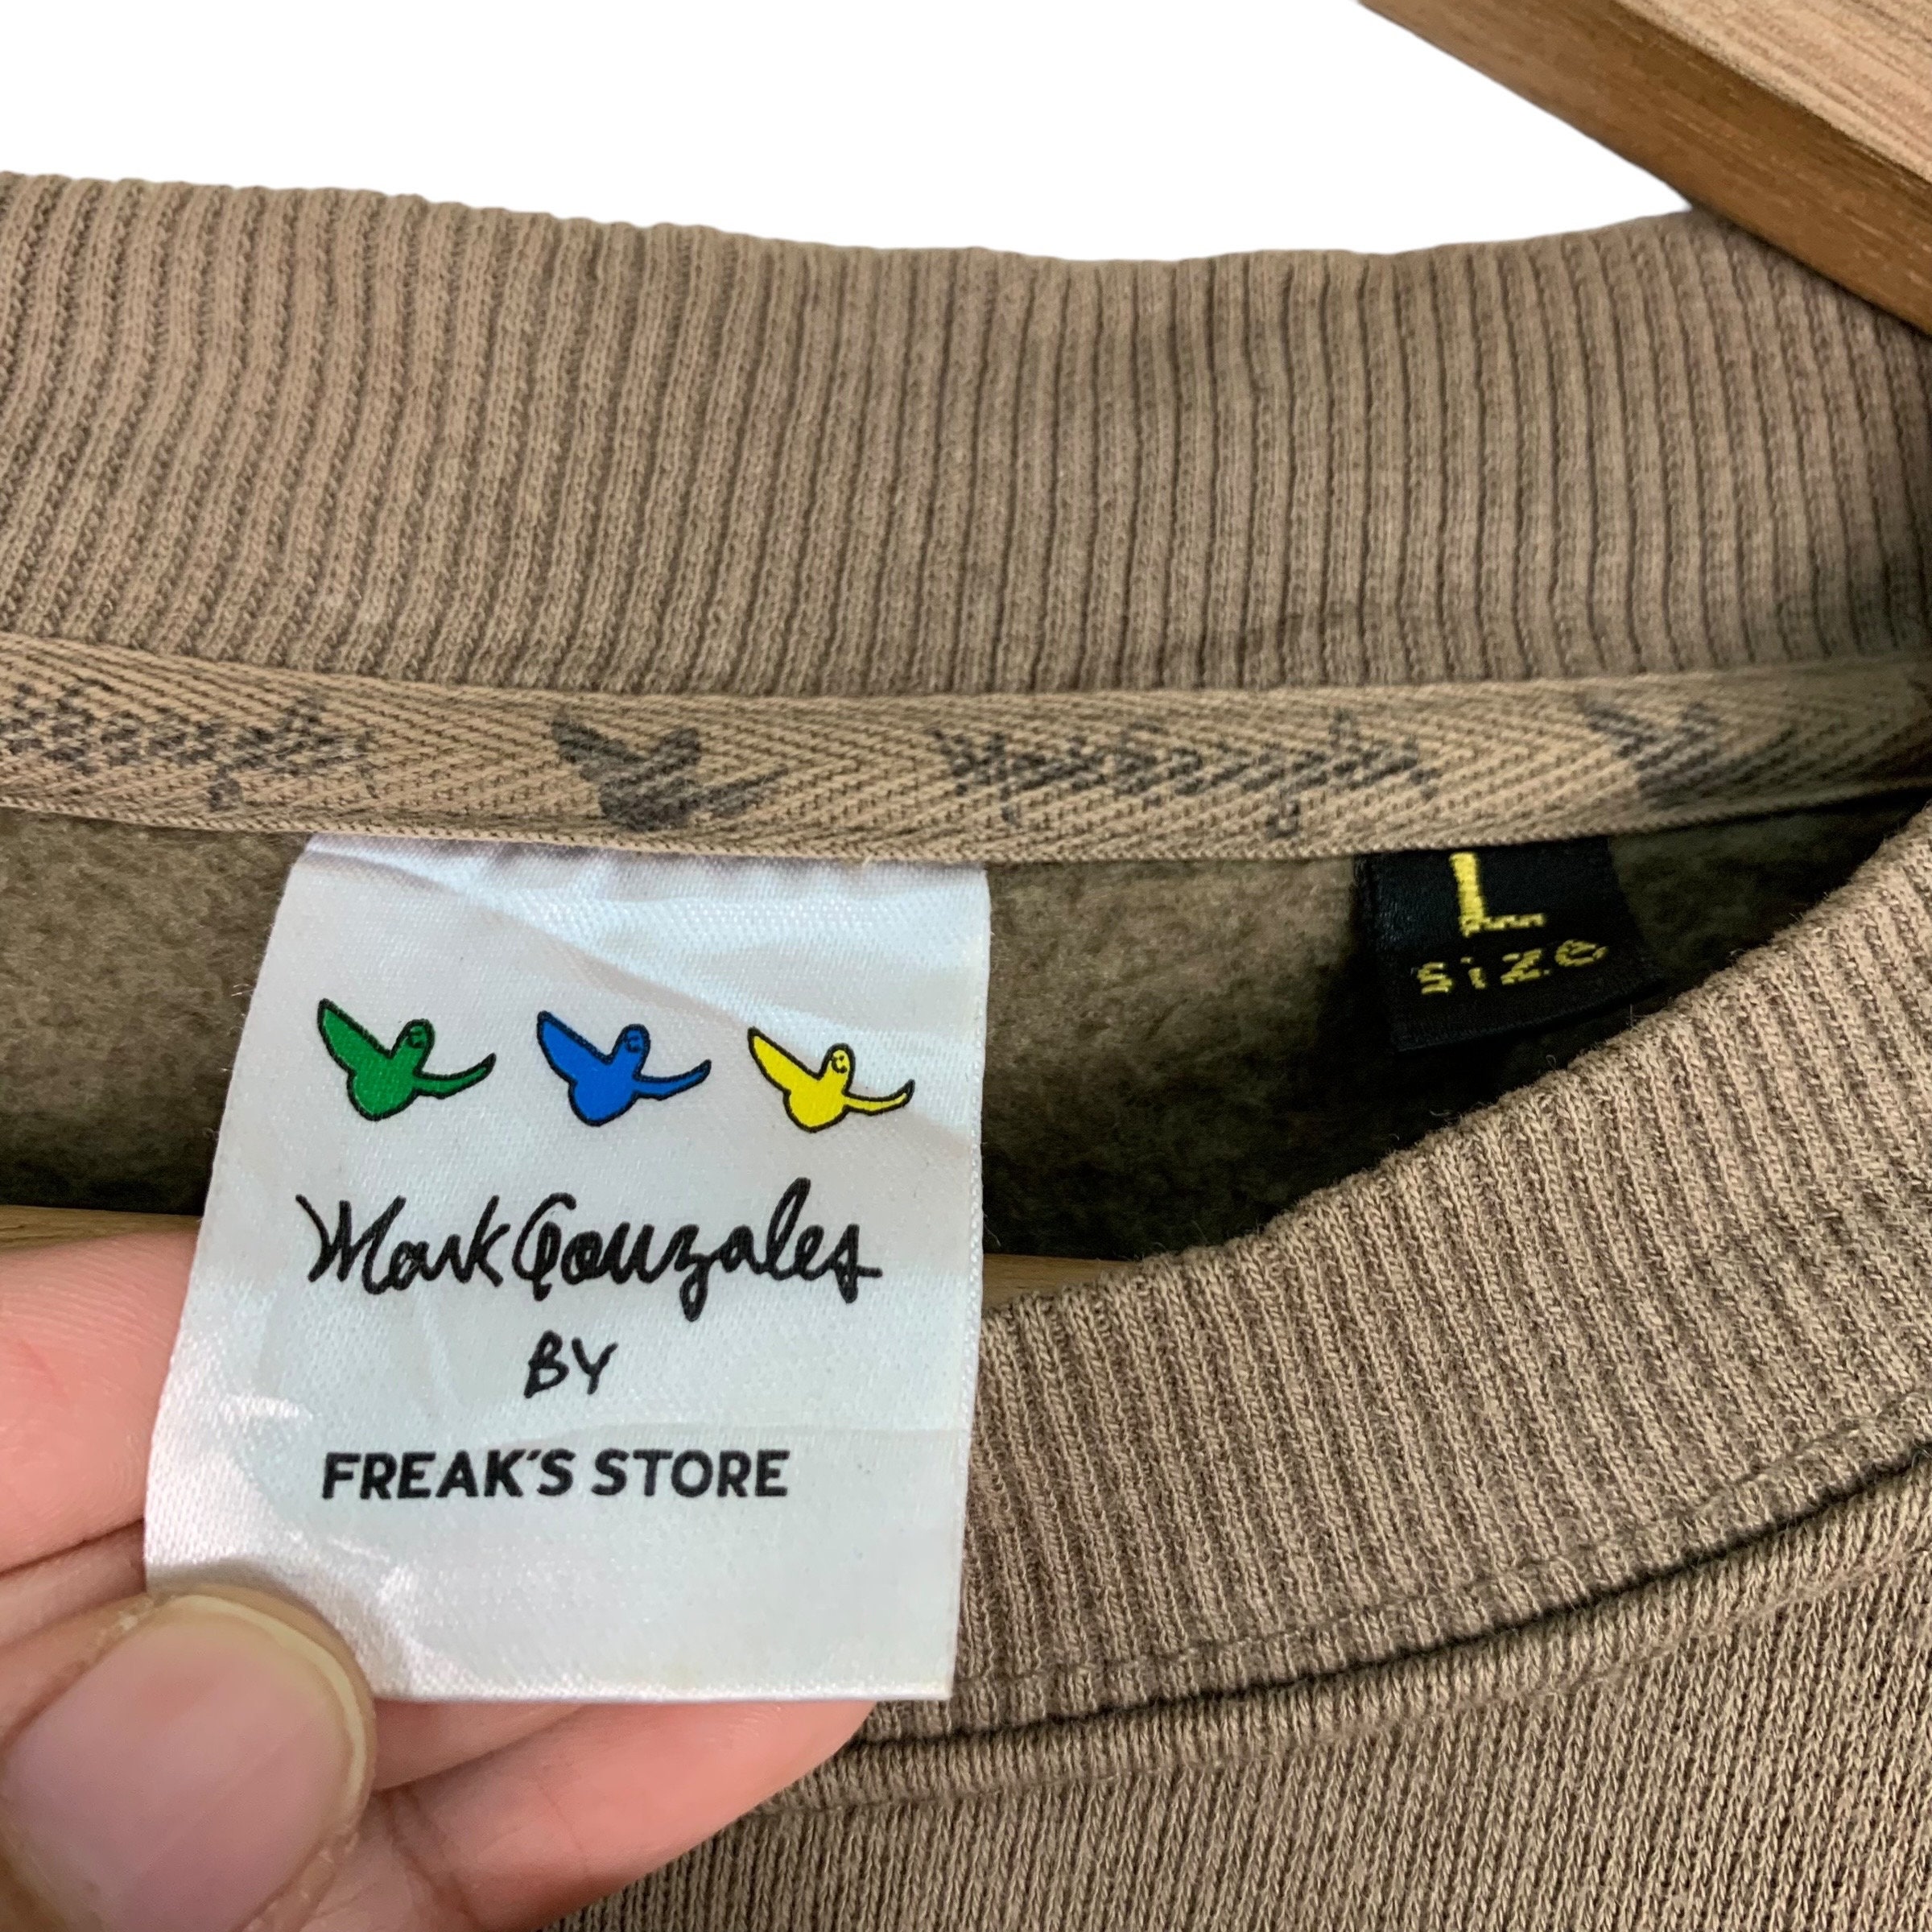 L
size
Mark Gonzales
BY
FREAK'S STORE